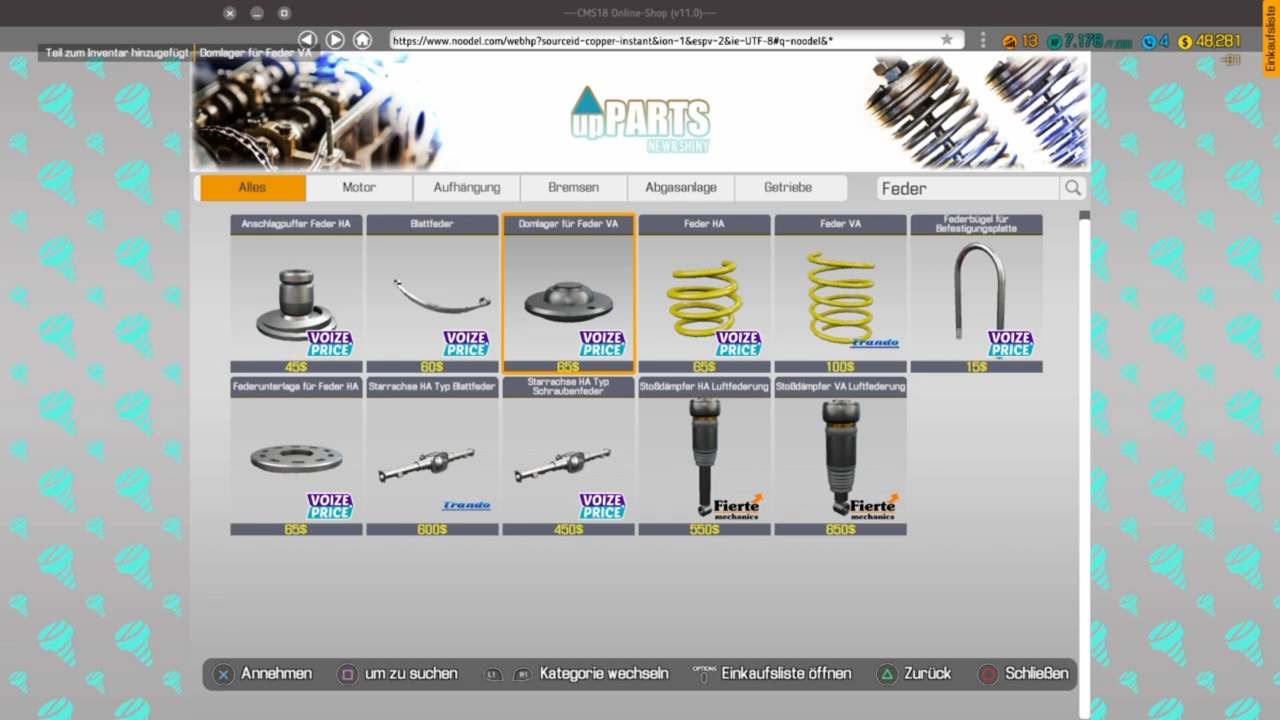 ---CMS18 Online-Shop (v11.0)---
Einkaufsliste
https://www.noodel.com/webhp?sourceid-copper-instant&ion-1&espv-2&ie-UTF-8#q-noodel&*
13
XP 7,178
4
$ 48,281
-61
Teil zum Inventar hinzugefügt
Domlager für Feder VA
upPARTS
NEW&SHINY
Alles
Motor
Aufhängung
Bremsen
Abgasanlage
Getriebe
Feder
Anschlagpuffer Feder HA
Blattfeder
Domlager für Feder VA
Feder HA
Feder VA
Federbügel für
Befestigungsplatte
VOIZE
PRICE
VOIZE
PRICE
VOIZE
PRICE
VOIZE
PRICE
Trando
VOIZE
PRICE
45$
60$
65$
65$
100$
15$
Federunterlage für Feder HA
Starrachse HA Typ Blattfeder
Starrachse HA Typ
Schraubenfeder
Stoßdämpfer HA Luftfederung
Stoßdämpfer VA Luftfederung
VOIZE
PRICE
Trando
VOIZE
PRICE
Fierte
mechanics
Fierte
mechanics
65$
600$
450$
550$
650$
Annehmen
um zu suchen
L1
R1
Kategorie wechseln
OPTIONS
Einkaufsliste öffnen
Zurück
Schließen